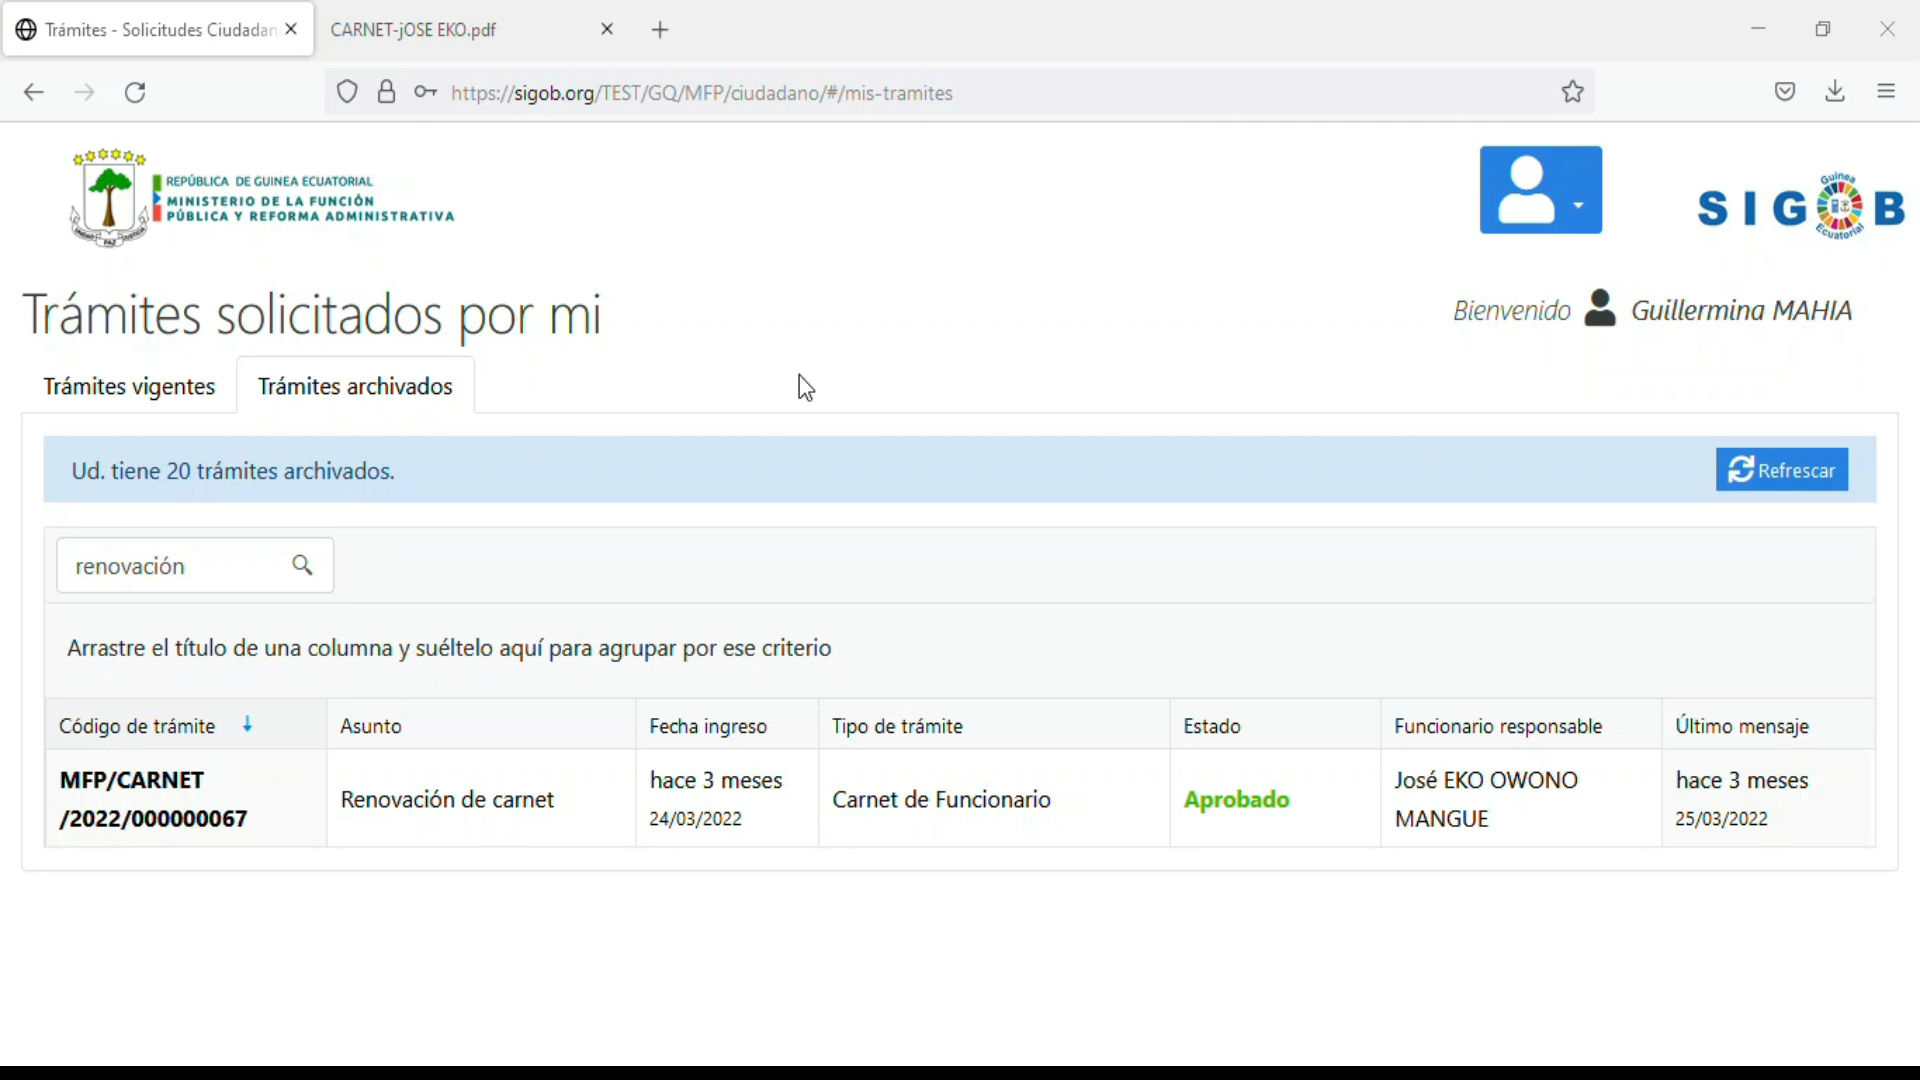 Trámites - Solicitudes Ciudadan
CARNET-jOSE EKO.pdf
https://sigob.org/TEST/GQ/MFP/ciudadano/#/mis-tramites
REPÚBLICA DE GUINEA ECUATORIAL
MINISTERIO DE LA FUNCIÓN
PÚBLICA Y REFORMA ADMINISTRATIVA
UNIDAD PAZ JUSTICIA
Guinea
SIGOB
Ecuatorial
Trámites solicitados por mi
Bienvenido Guillermina MAHIA
Trámites vigentes
Trámites archivados
Ud. tiene 20 trámites archivados.
Refrescar
renovación
Arrastre el título de una columna y suéltelo aquí para agrupar por ese criterio
Código de trámite ↓ Asunto Fecha ingreso Tipo de trámite Estado Funcionario responsable Último mensaje
MFP/CARNET
/2022/000000067
Renovación de carnet
hace 3 meses
24/03/2022
Carnet de Funcionario
Aprobado
José EKO OWONO
MANGUE
hace 3 meses
25/03/2022